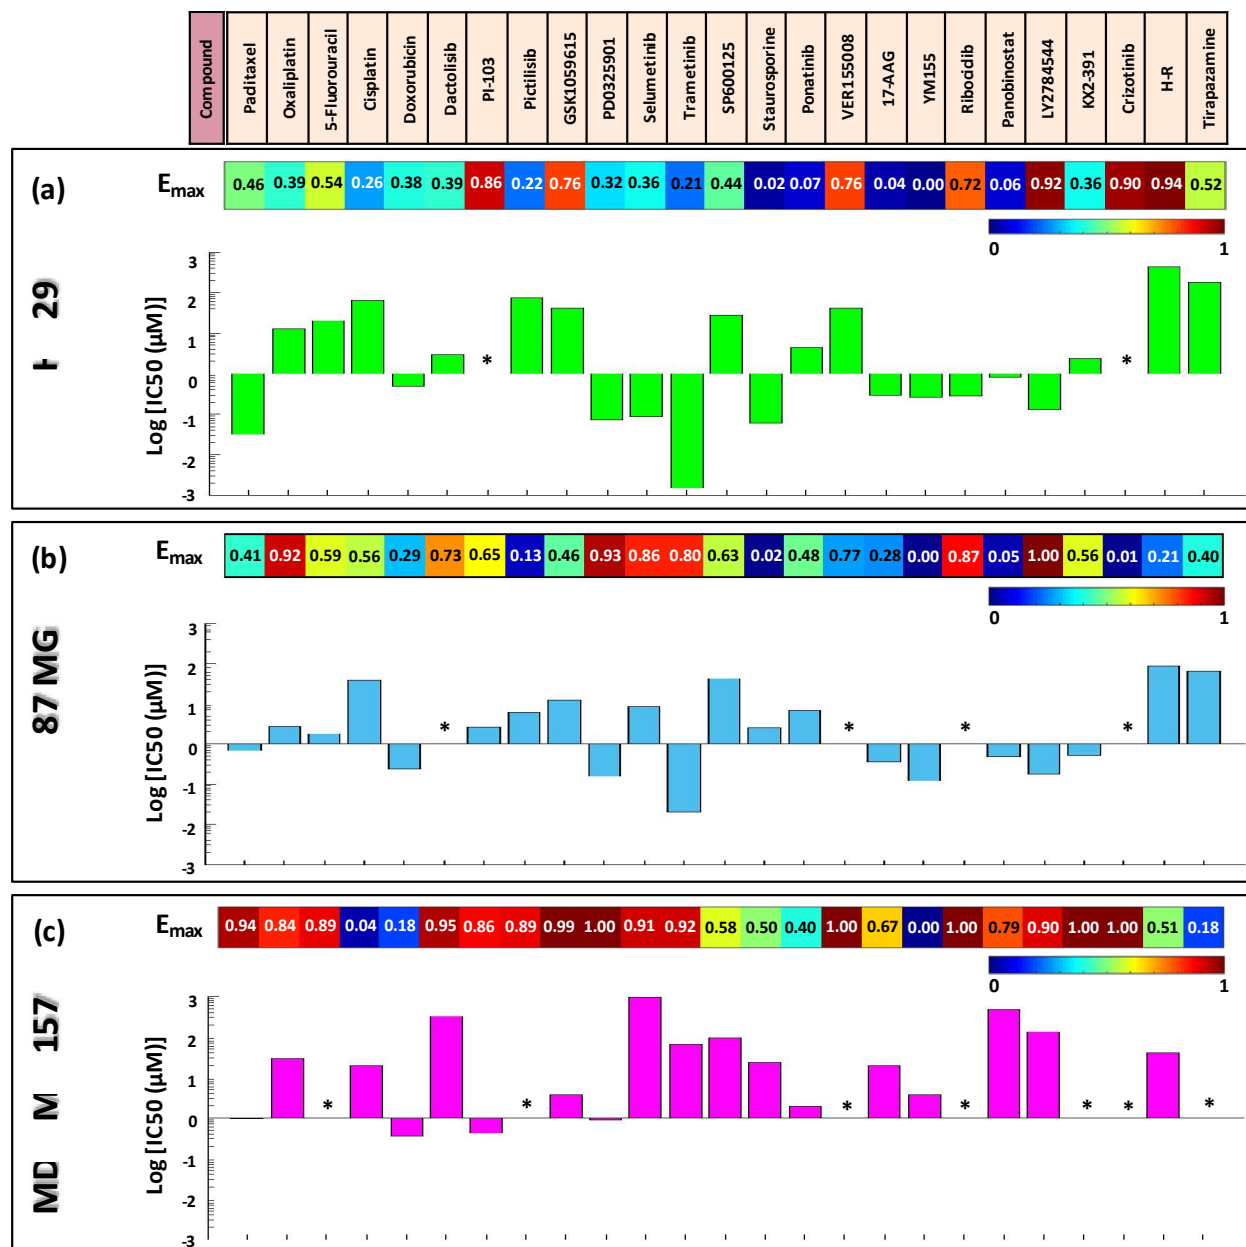 Compound
Paditaxel
Oxaliplatin
5-Fluorouracil
Cisplatin
Doxorubicin
Dactolisib
PI-103
Pictilisib
GSK1059615
PD0325901
Selumetinib
Trametinib
SP600125
Staurosporine
Ponatinib
VER155008
17-AAG
YM155
Ribocidib
Panobinostat
LY2784544
KX2-391
Crizotinib
H-R
Tirapazamine
(a)
Emax 0.46 0.39 0.54 0.26 0.38 0.39 0.86 0.22 0.76 0.32 0.36 0.21 0.44 0.02 0.07 0.76 0.04 0.00 0.72 0.06 0.92 0.36 0.90 0.94 0.52
0 1
29
Log [IC50 (µM)]
3
2
1
0
-1
-2
-3
* *
(b)
Emax 0.41 0.92 0.59 0.56 0.29 0.73 0.65 0.13 0.46 0.93 0.86 0.80 0.63 0.02 0.48 0.77 0.28 0.00 0.87 0.05 1.00 0.56 0.01 0.21 0.40
0 1
87 MG
Log [IC50 (µM)]
3
2
1
0
-1
-2
-3
* * * *
(c)
Emax 0.94 0.84 0.89 0.04 0.18 0.95 0.86 0.89 0.99 1.00 0.91 0.92 0.58 0.50 0.40 1.00 0.67 0.00 1.00 0.79 0.90 1.00 1.00 0.51 0.18
0 1
MD M 157
Log [IC50 (µM)]
3
2
1
0
-1
-2
-3
* * * * * * *